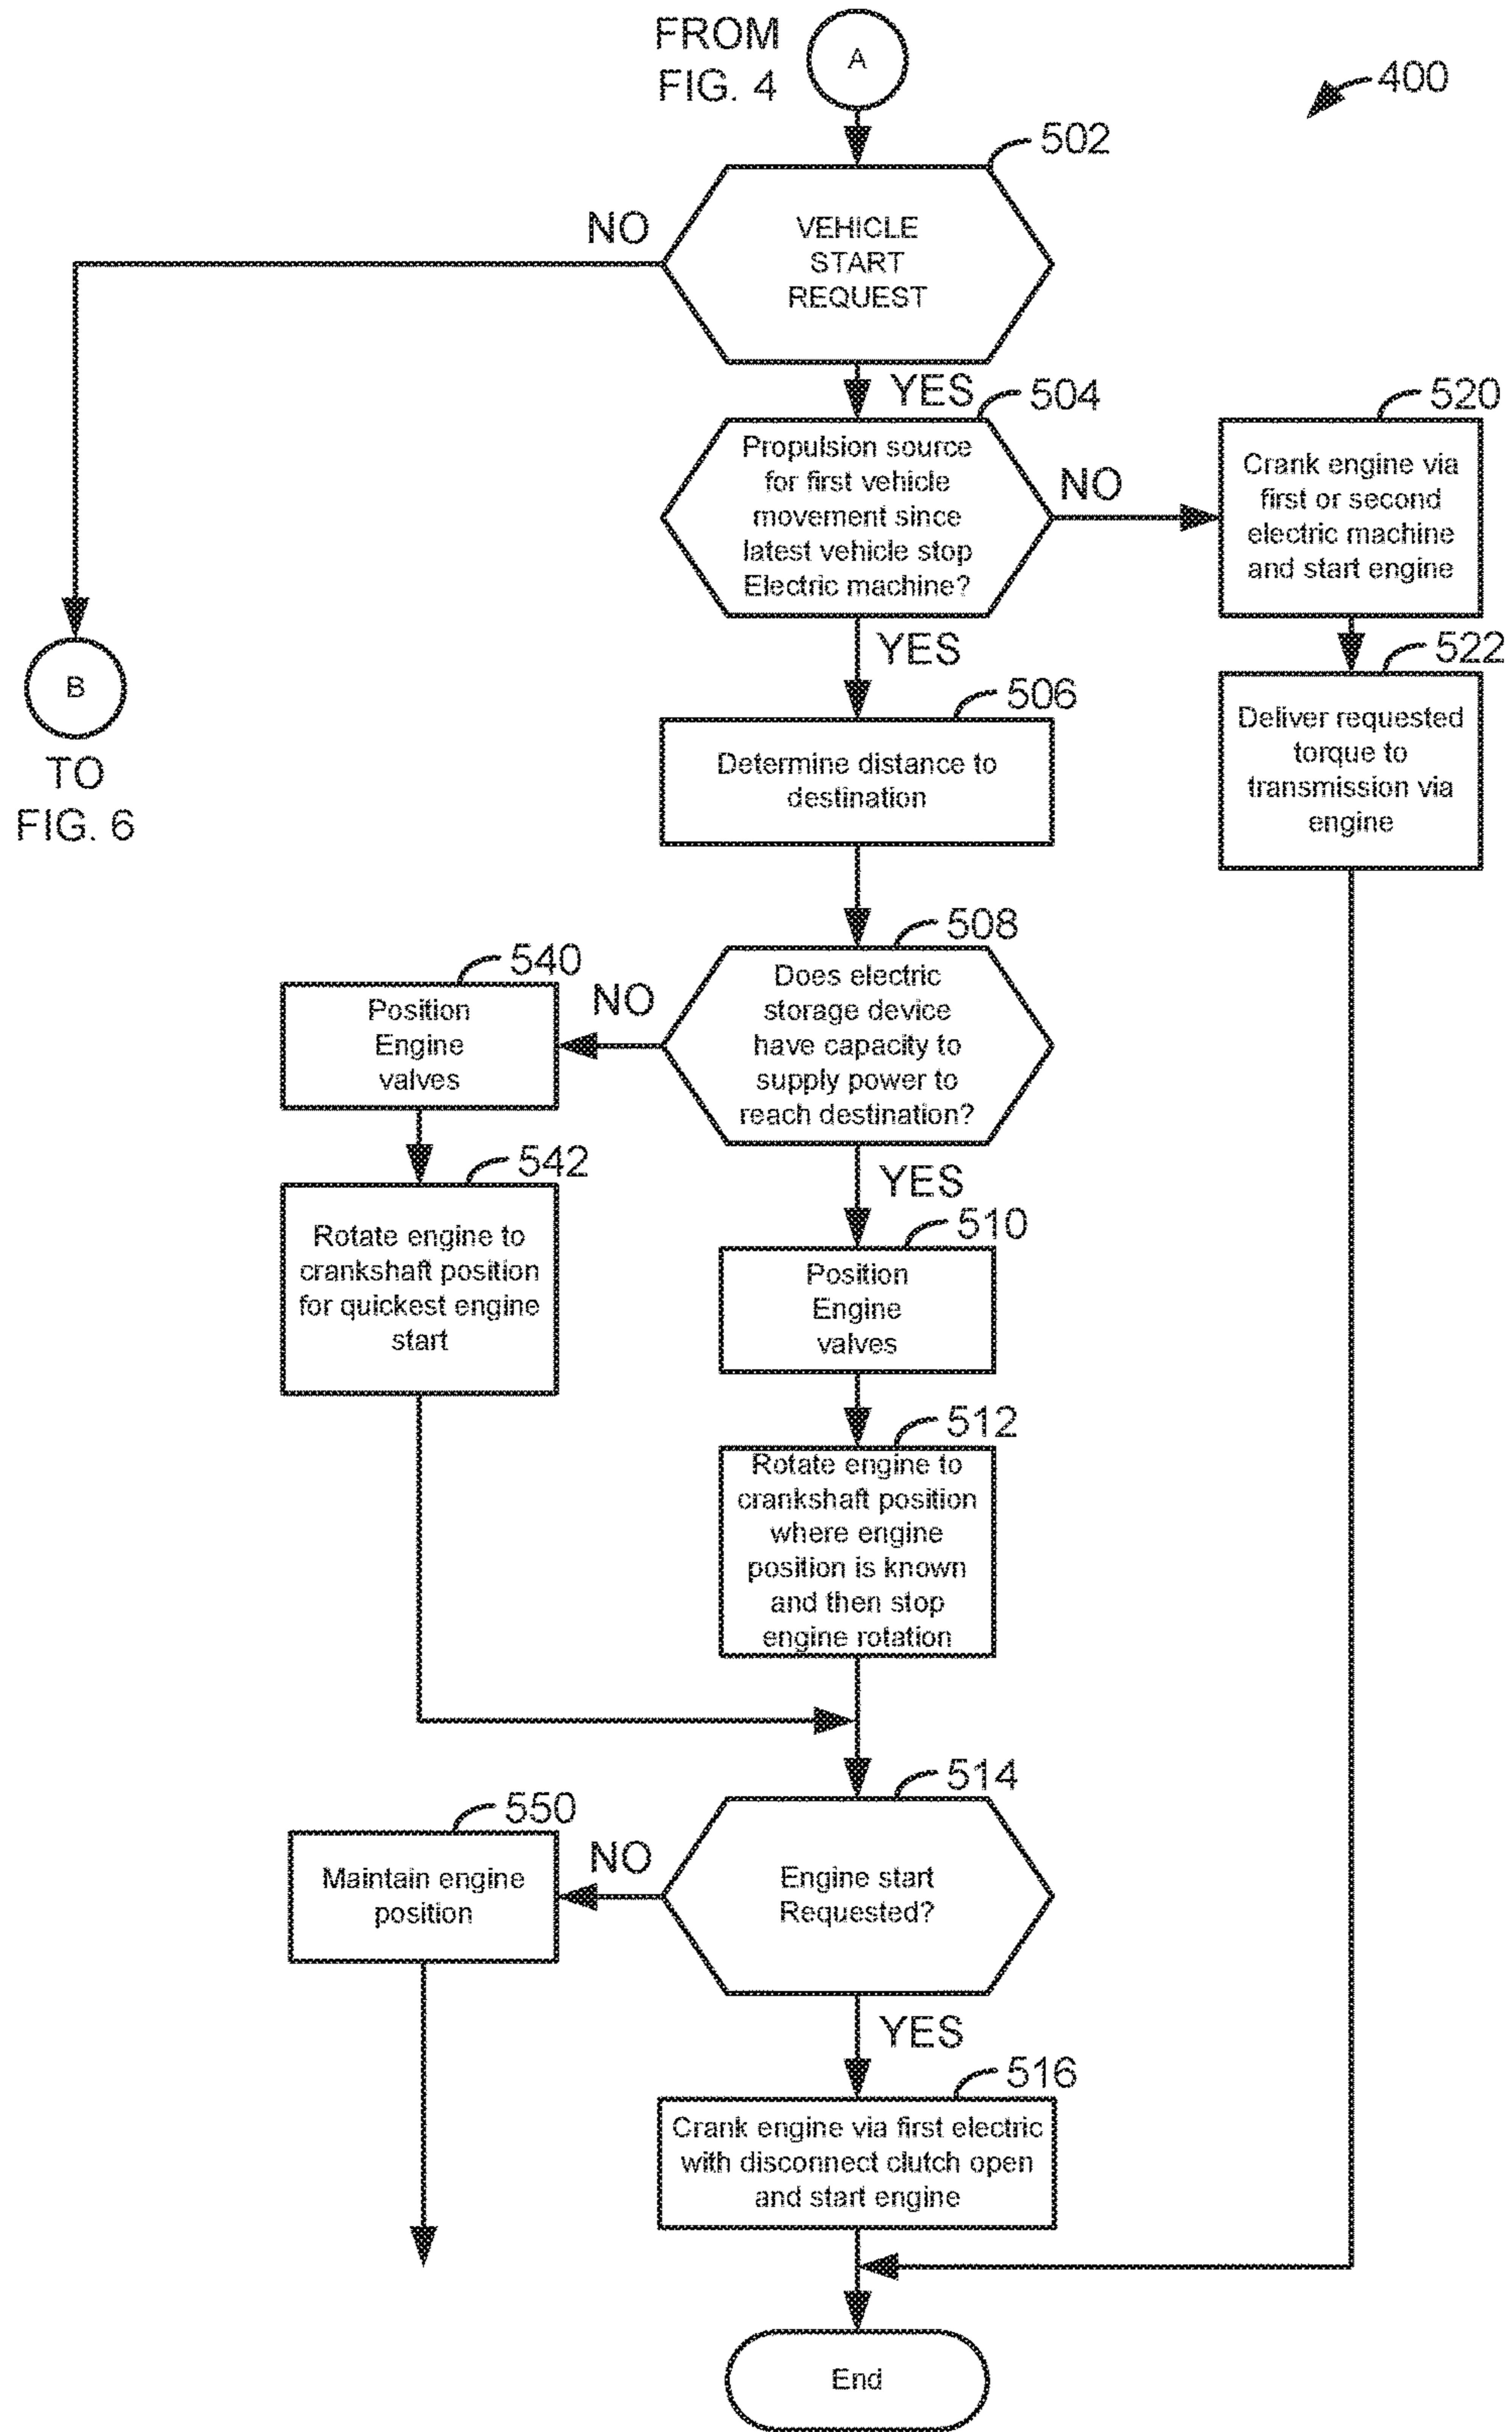 FROM
FIG. 4
A
400
502
VEHICLE
START
REQUEST
NO
YES
B
TO
FIG. 6
504
Propulsion source
for first vehicle
movement since
latest vehicle stop
Electric machine?
NO
YES
520
Crank engine via
first or second
electric machine
and start engine
522
Deliver requested
torque to
transmission via
engine
506
Determine distance to
destination
508
Does electric
storage device
have capacity to
supply power to
reach destination?
NO
YES
540
Position
Engine
valves
542
Rotate engine to
crankshaft position
for quickest engine
start
510
Position
Engine
valves
512
Rotate engine to
crankshaft position
where engine
position is known
and then stop
engine rotation
514
Engine start
Requested?
NO
YES
550
Maintain engine
position
516
Crank engine via first electric
with disconnect clutch open
and start engine
End